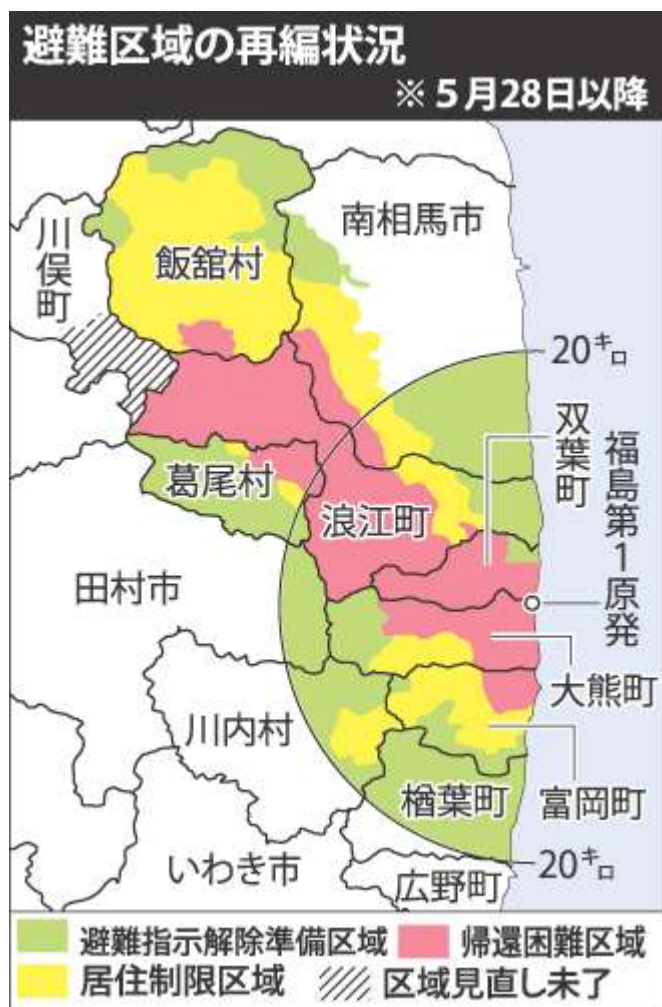 避難区域の再編状況
※5月28日以降
川俣町
飯舘村
南相馬市
20キロ
双葉町
福島第1原発
葛尾村
浪江町
田村市
大熊町
川内村
富岡町
楢葉町
20キロ
いわき市
広野町
避難指示解除準備区域
帰還困難区域
居住制限区域
区域見直し未了